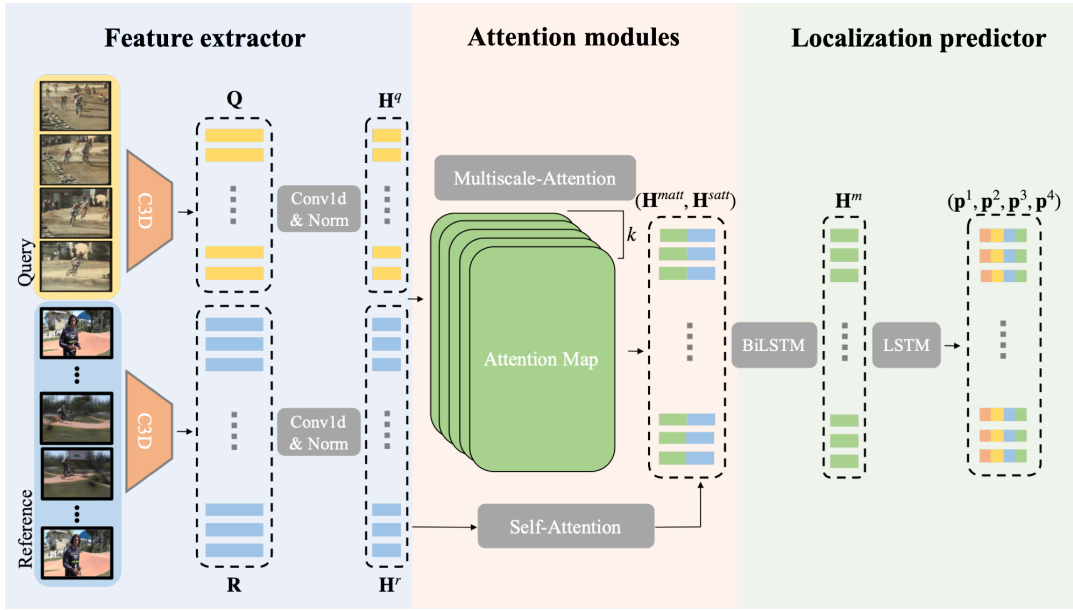 Feature extractor
Attention modules
Localization predictor
Query
C3D
Q
Conv1d
& Norm
H^q
Reference
C3D
R
Conv1d
& Norm
H^r
Multiscale-Attention
k
Attention Map
Self-Attention
(H^matt, H^satt)
BiLSTM
H^m
LSTM
(p^1, p^2, p^3, p^4)